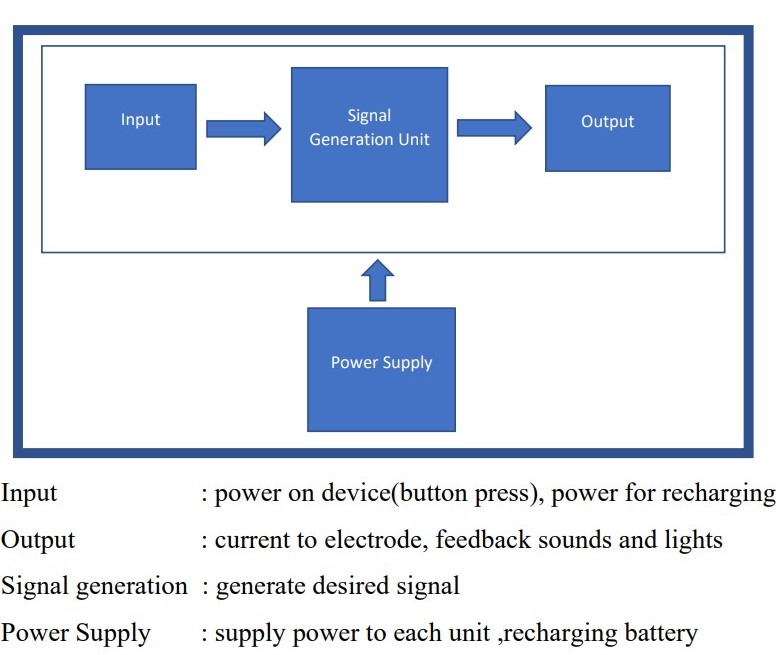 Input
Signal
Generation Unit
Output
Power Supply
Input : power on device(button press), power for recharging
Output : current to electrode, feedback sounds and lights
Signal generation : generate desired signal
Power Supply : supply power to each unit ,recharging battery